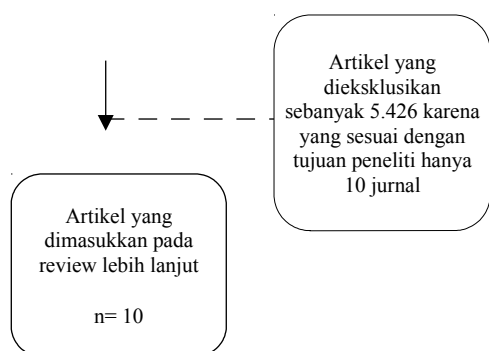 Artikel yang
dieksklusikan
sebanyak 5.426 karena
yang sesuai dengan
tujuan peneliti hanya
10 jurnal
Artikel yang
dimasukkan pada
review lebih lanjut
n= 10